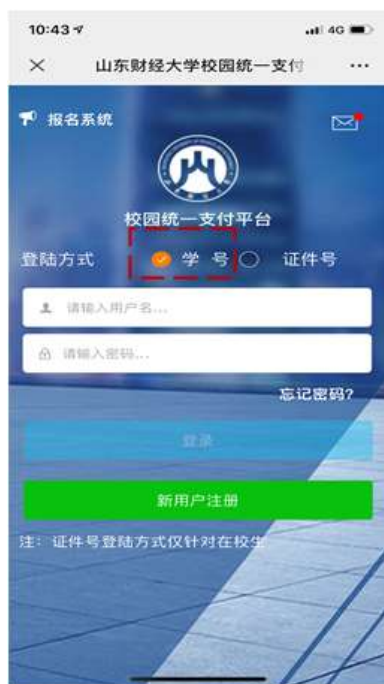 10:43
4G
山东财经大学校园统一支付
报名系统
校园统一支付平台
登陆方式 学 号 证件号
请输入用户名...
请输入密码...
忘记密码?
登录
新用户注册
注: 证件号登陆方式仅针对在校生